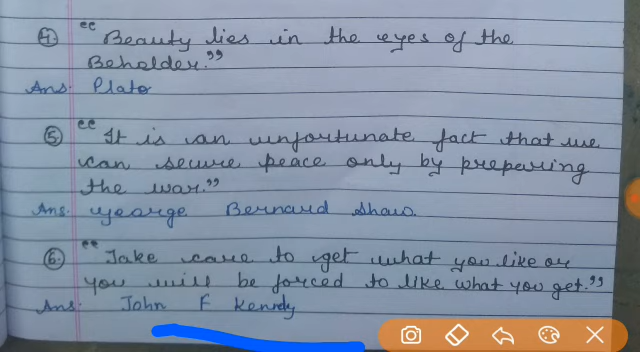 ④ "Beauty lies in the eyes of the
Beholder."
Ans. Plato
⑤ "It is an unfortunate fact that we
can secure peace only by preparing
the war."
Ans. George Bernard Shaw.
⑥ "Take care to get what you like or
you will be forced to like what you get."
Ans. John F Kenndy